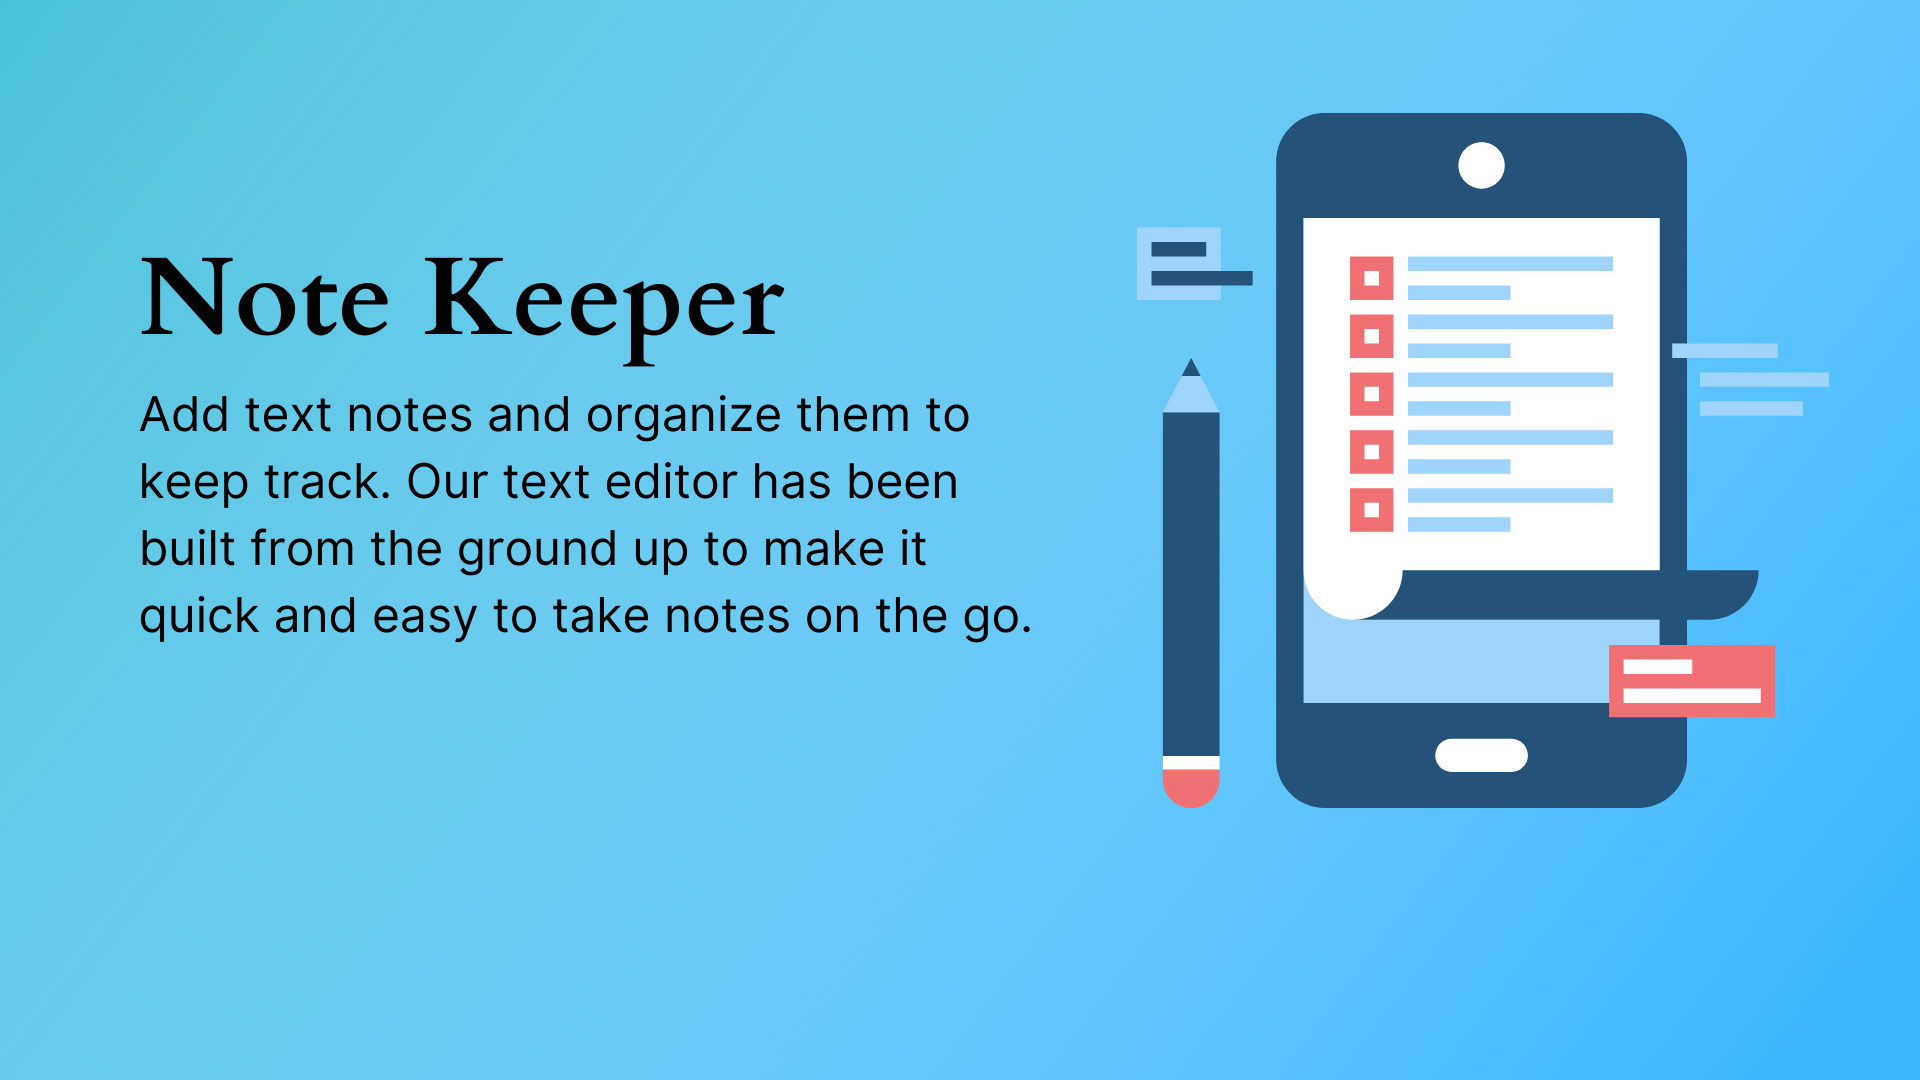 Note Keeper
Add text notes and organize them to
keep track. Our text editor has been
built from the ground up to make it
quick and easy to take notes on the go.